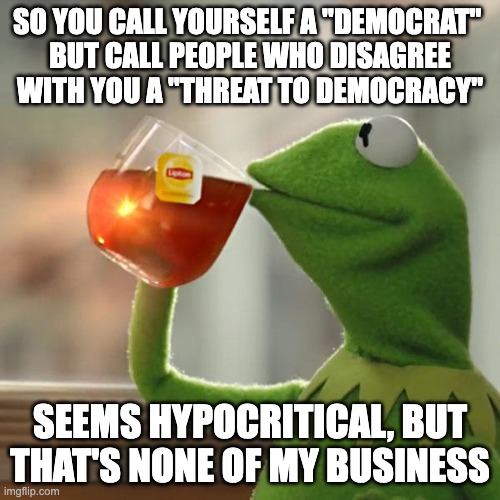 SO YOU CALL YOURSELF A "DEMOCRAT"
BUT CALL PEOPLE WHO DISAGREE
WITH YOU A "THREAT TO DEMOCRACY"
Lipton
SEEMS HYPOCRITICAL, BUT
THAT'S NONE OF MY BUSINESS
imgflip.com